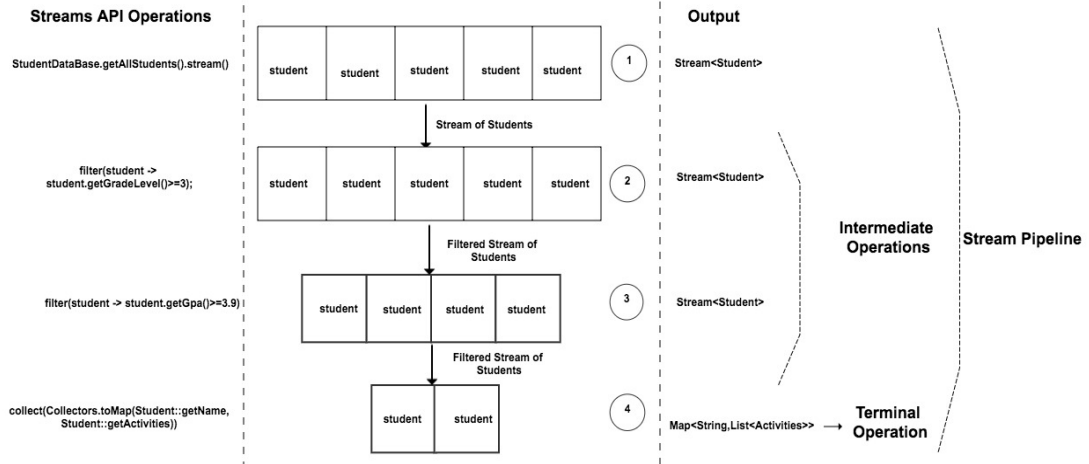 Streams API Operations
Output
StudentDataBase.getAllStudents().stream()
student
student
student
student
student
1
Stream<Student>
Stream of Students
filter(student ->
student.getGradeLevel()>=3);
student
student
student
student
student
2
Stream<Student>
Intermediate
Operations
Stream Pipeline
Filtered Stream of
Students
filter(student -> student.getGpa()>=3.9)
student
student
student
student
3
Stream<Student>
Filtered Stream of
Students
collect(Collectors.toMap(Student::getName,
Student::getActivities))
student
student
4
Map<String,List<Activities>>
Terminal
Operation